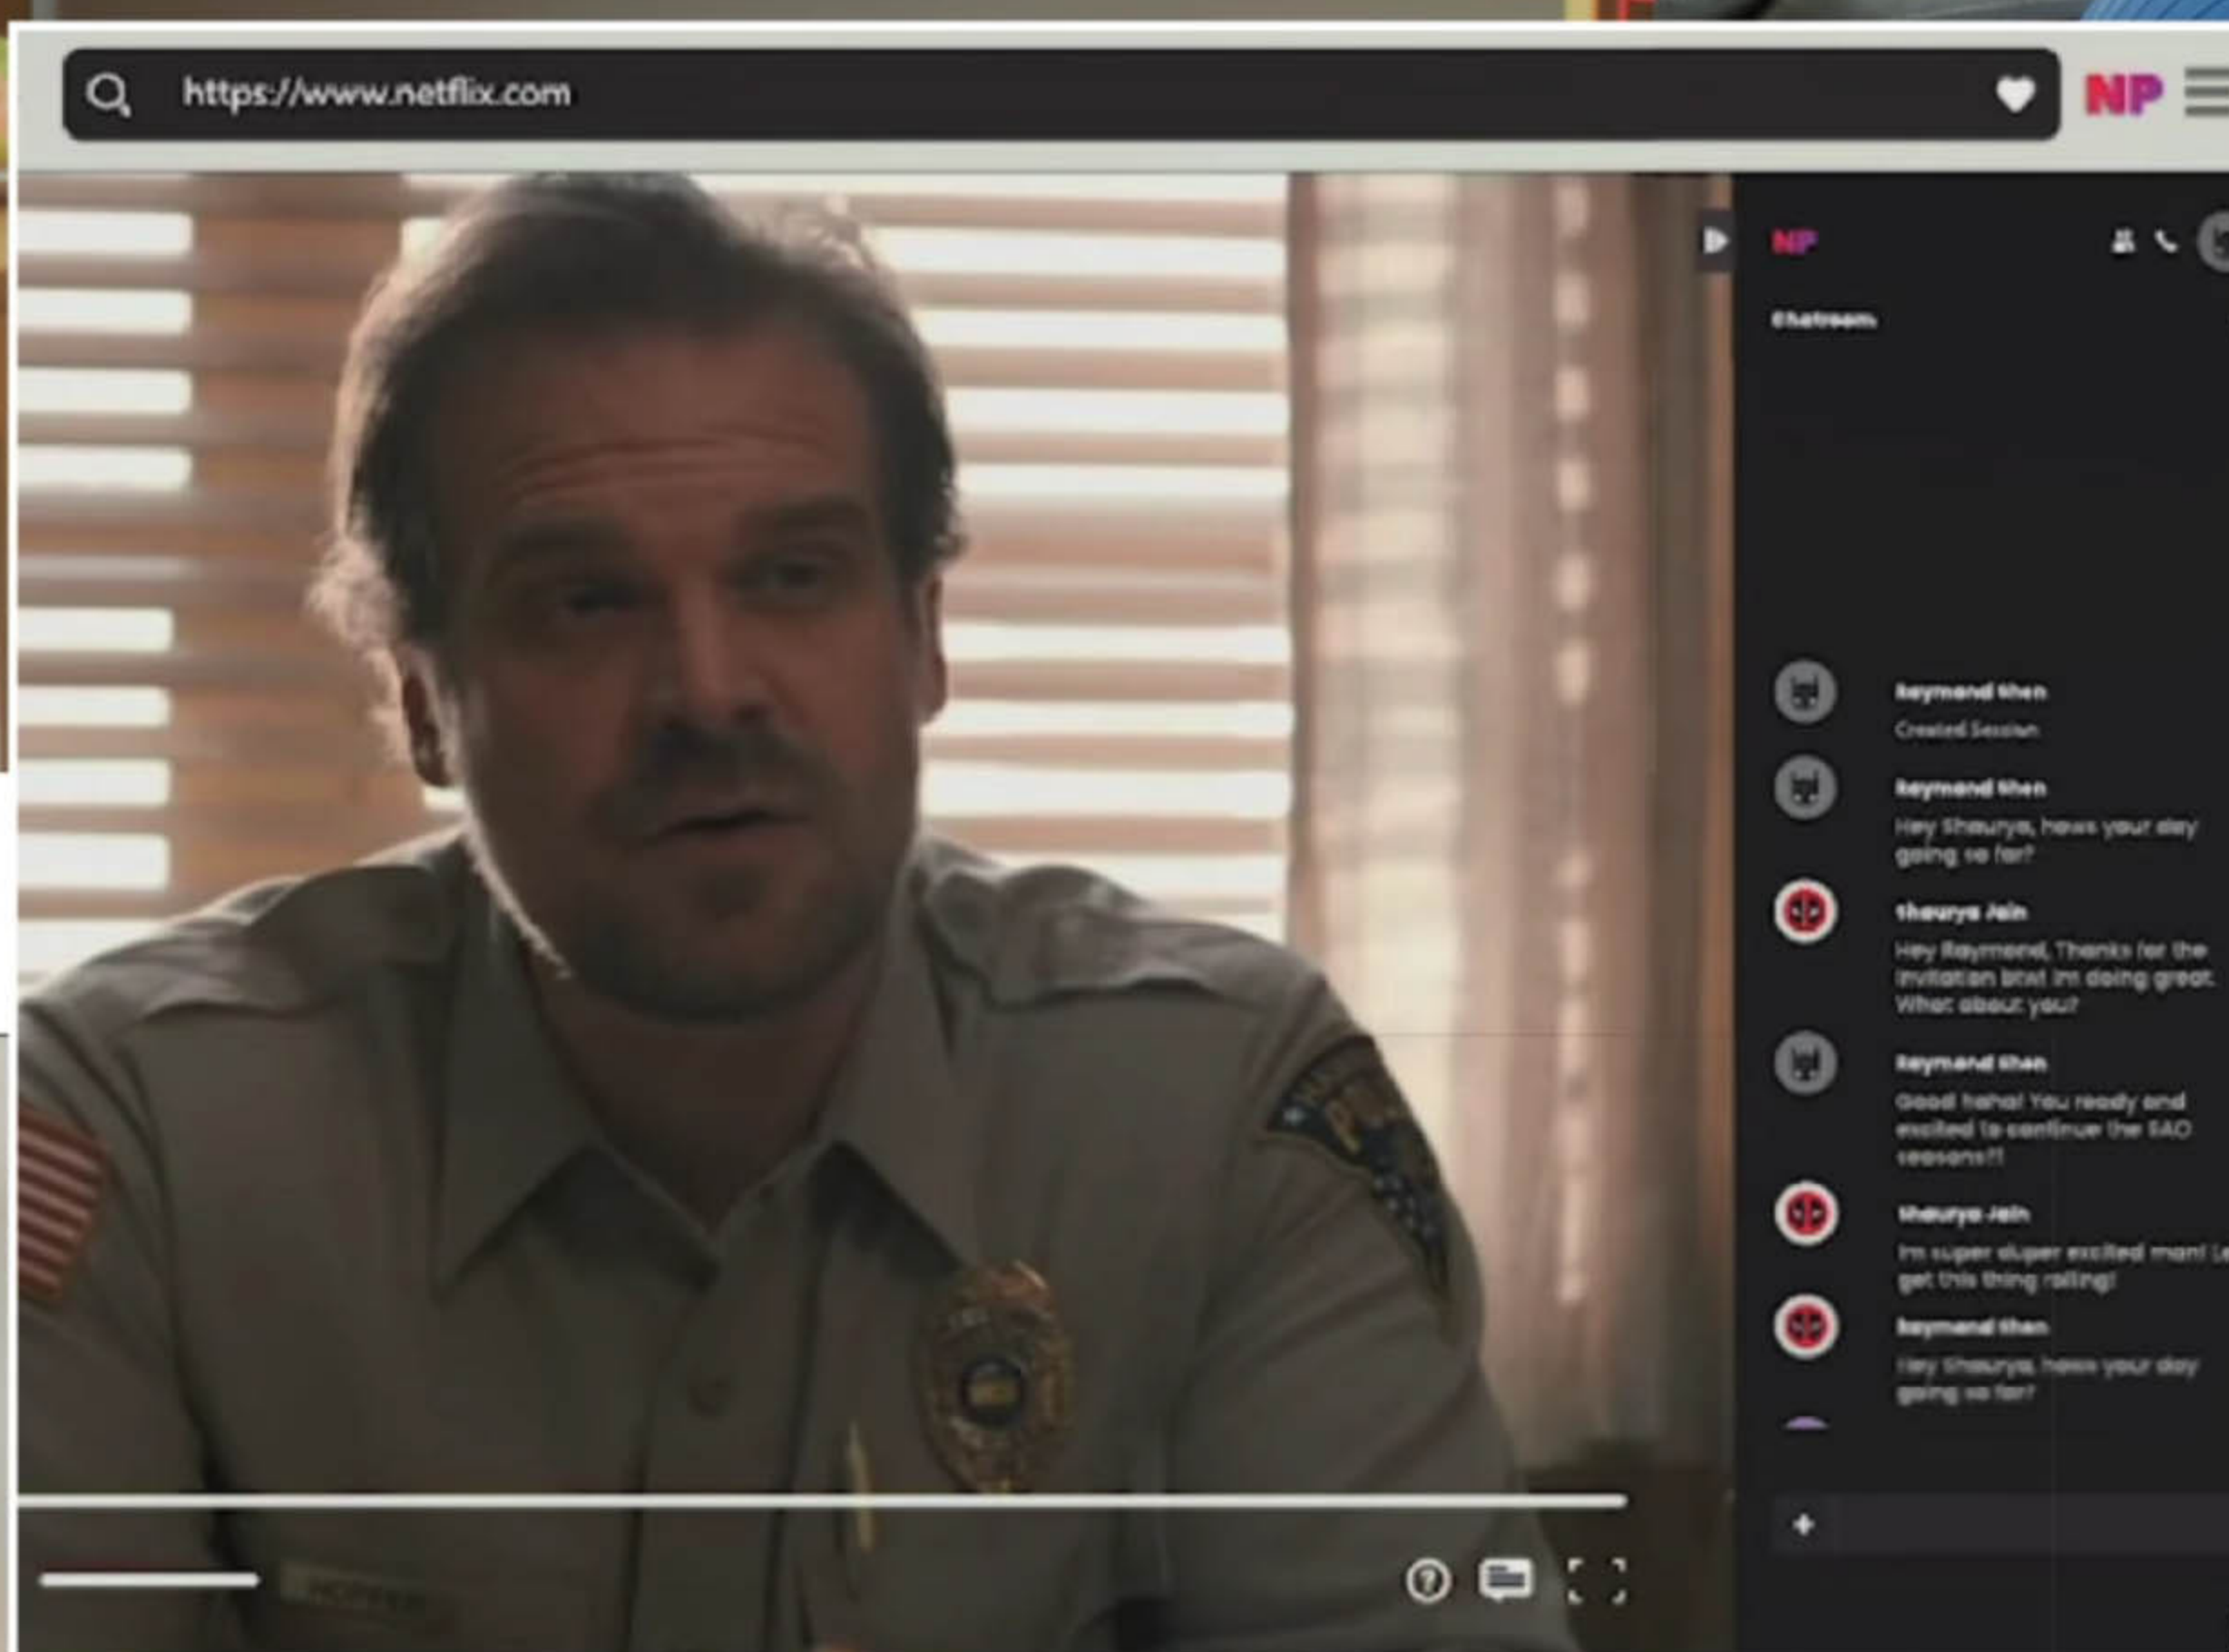 https://www.netflix.com
NP
NP
Chatroom
Raymond Shen
Created Session
Raymond Shen
Hey Shaurya, hows your day
going so far?
Shaurya Jain
Hey Raymond, Thanks for the
invitation btw! Im doing great.
What about you?
Raymond Shen
Good haha! You ready and
excited to continue the SAO
seasons?!
Shaurya Jain
Im super duper excited man!
get this thing rolling!
Raymond Shen
Hey Shaurya, hows your day
going so far?
POLICE
HOPPER